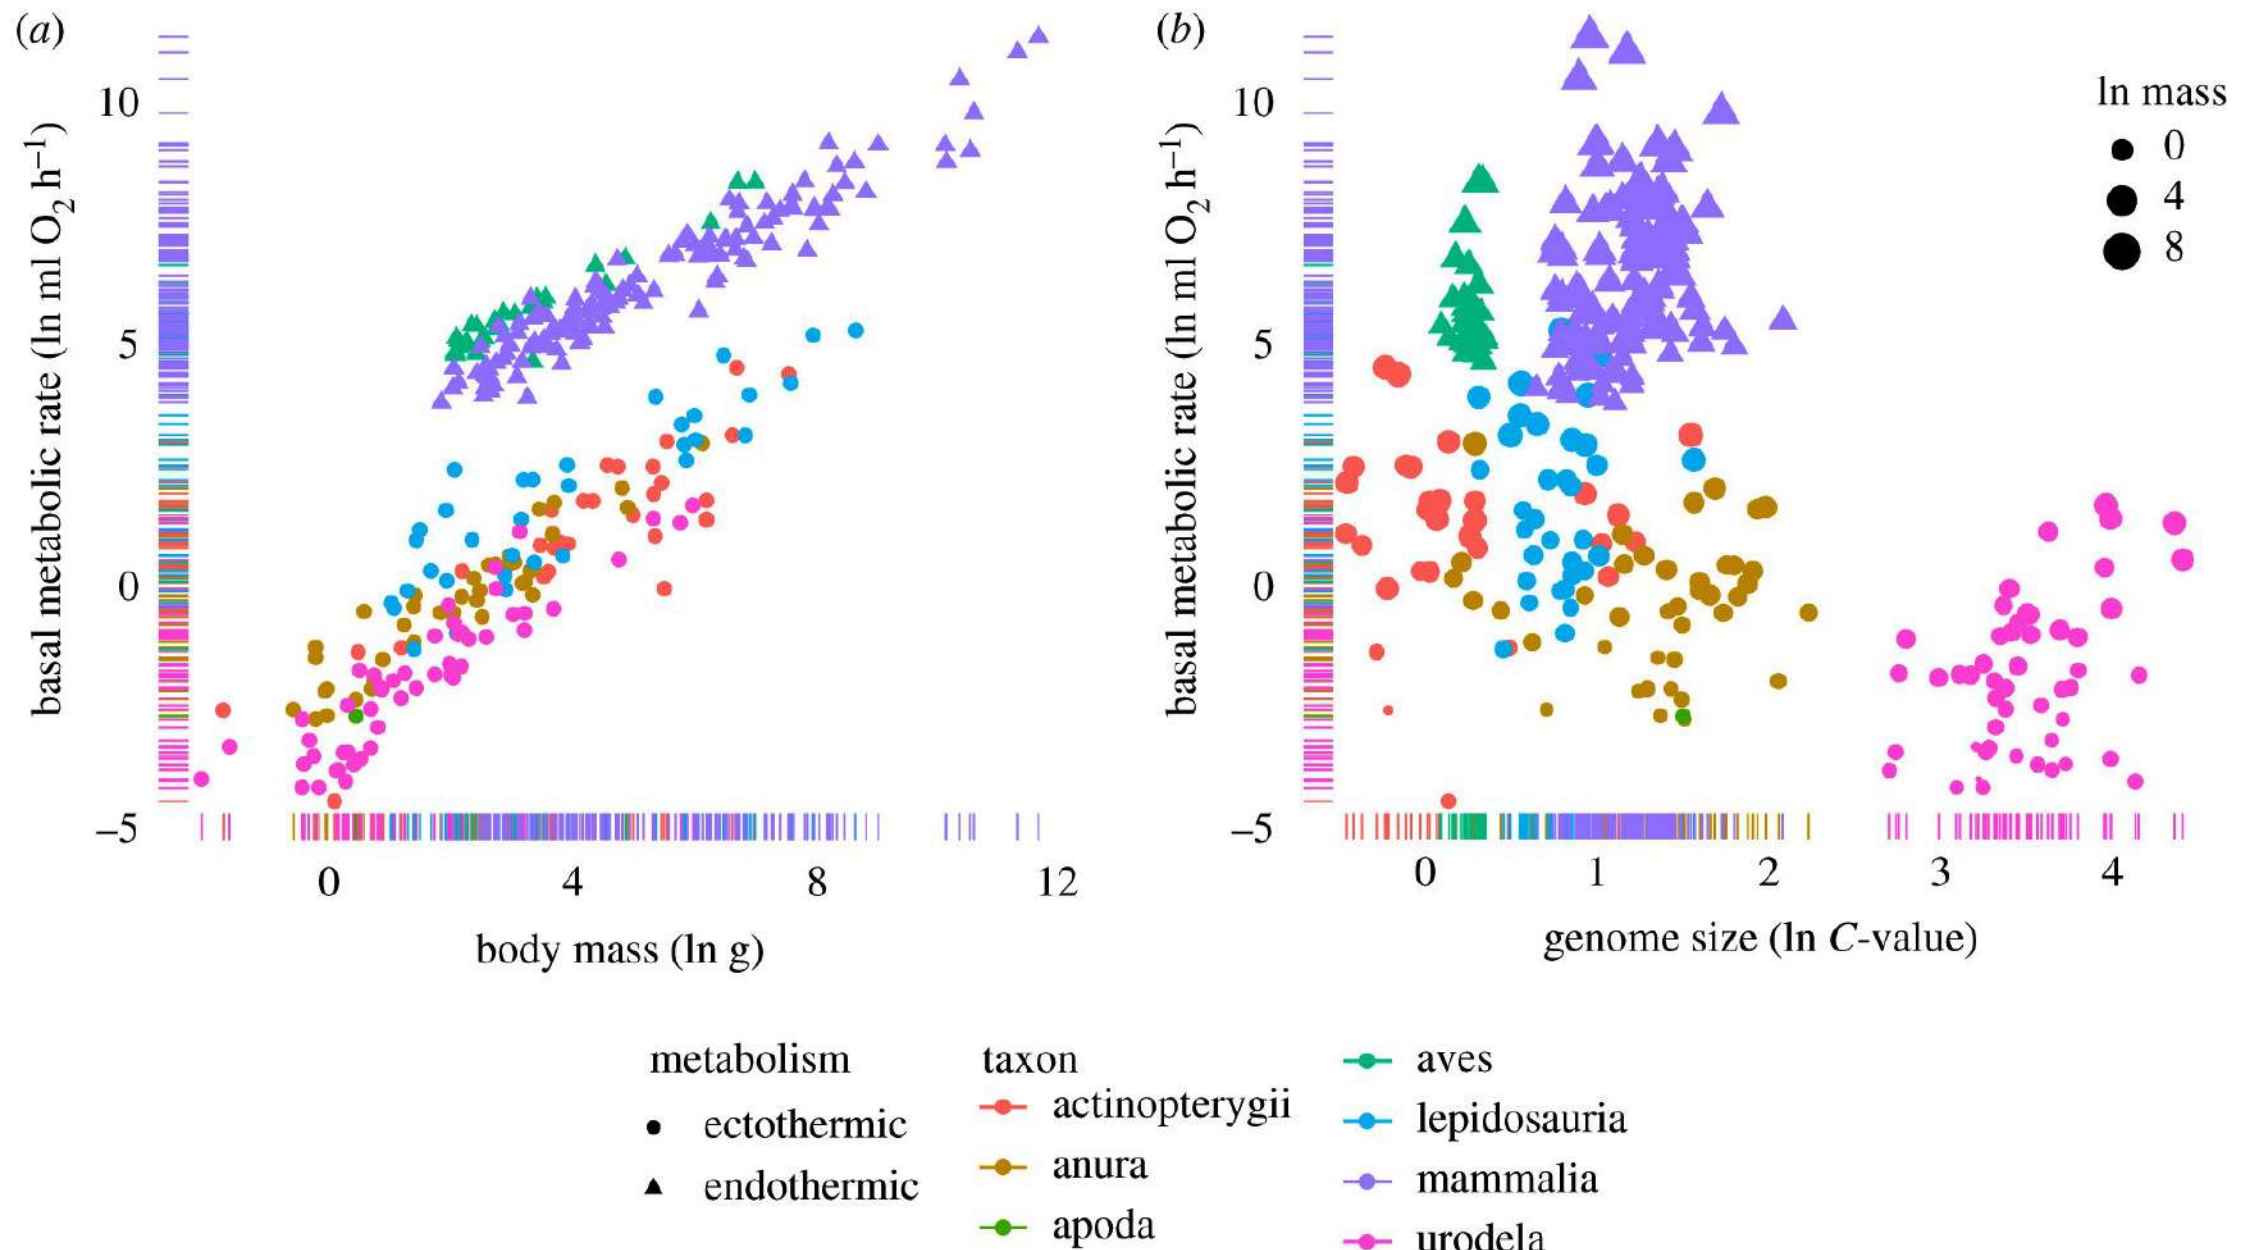 (a)
basal metabolic rate (ln ml O₂ h⁻¹)
10
5
0
–5
0 4 8 12
body mass (ln g)
(b)
basal metabolic rate (ln ml O₂ h⁻¹)
10
5
0
–5
0 1 2 3 4
genome size (ln C-value)
ln mass
0
4
8
metabolism
ectothermic
endothermic
taxon
actinopterygii
anura
apoda
aves
lepidosauria
mammalia
urodela